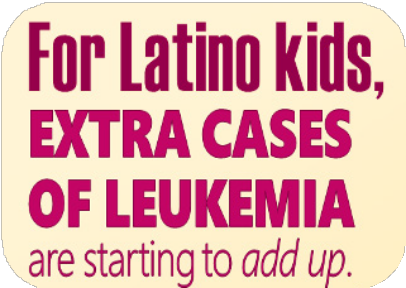 For Latino kids,
EXTRA CASES
OF LEUKEMIA
are starting to add up.